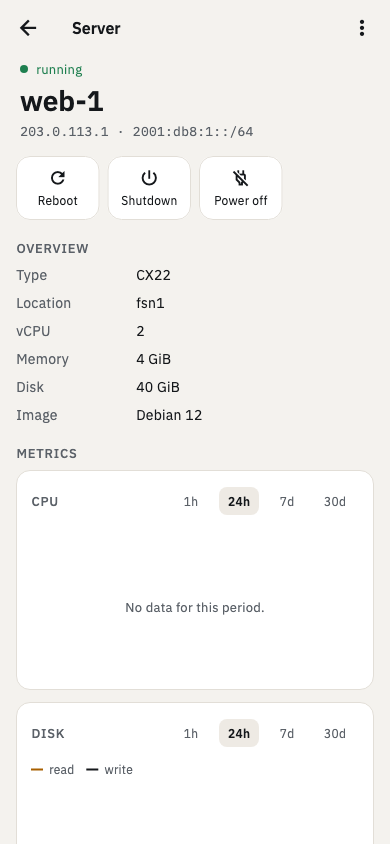 Server
running
web-1
203.0.113.1 · 2001:db8:1::/64
Reboot Shutdown Power off
OVERVIEW
Type CX22
Location fsn1
vCPU 2
Memory 4 GiB
Disk 40 GiB
Image Debian 12
METRICS
CPU 1h 24h 7d 30d
No data for this period.
DISK 1h 24h 7d 30d
read write